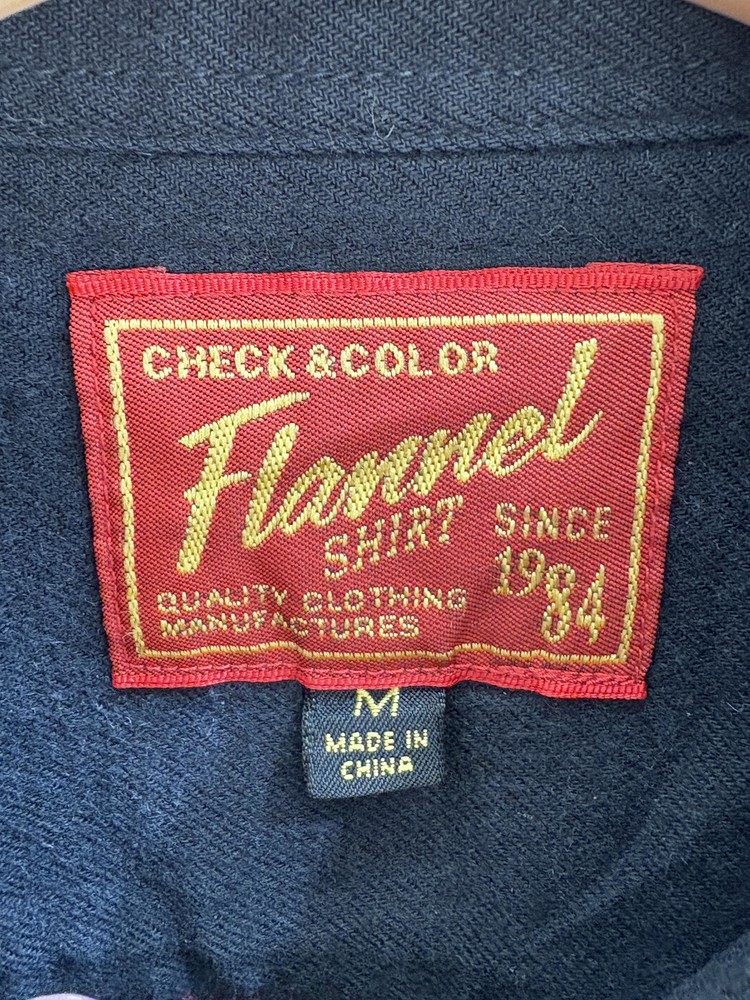 CHECK & COLOR
Flannel
SHIRT
SINCE
1984
QUALITY CLOTHING
MANUFACTURES
M
MADE IN
CHINA